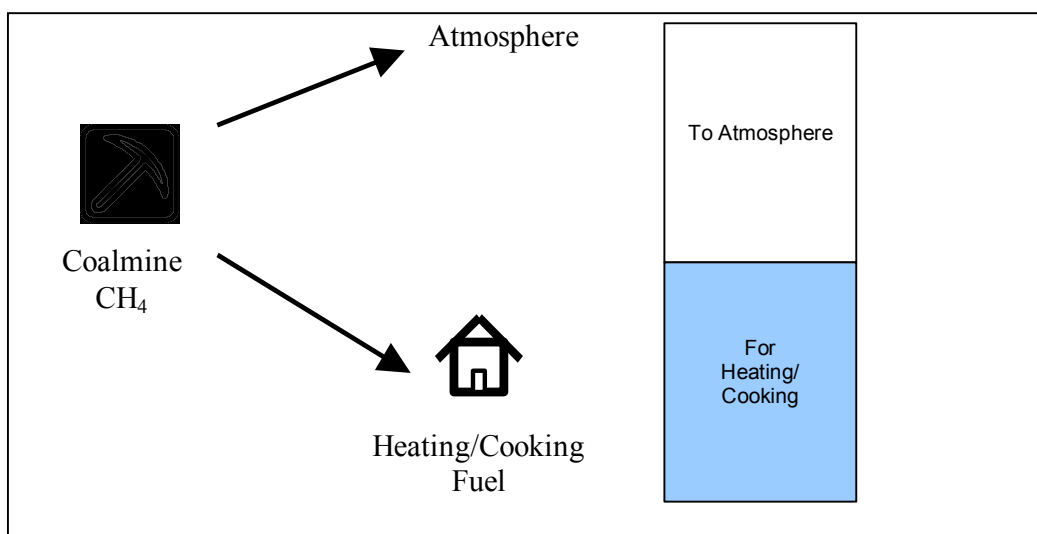 Atmosphere
To Atmosphere
Coalmine
CH₄
For
Heating/
Cooking
Heating/Cooking
Fuel